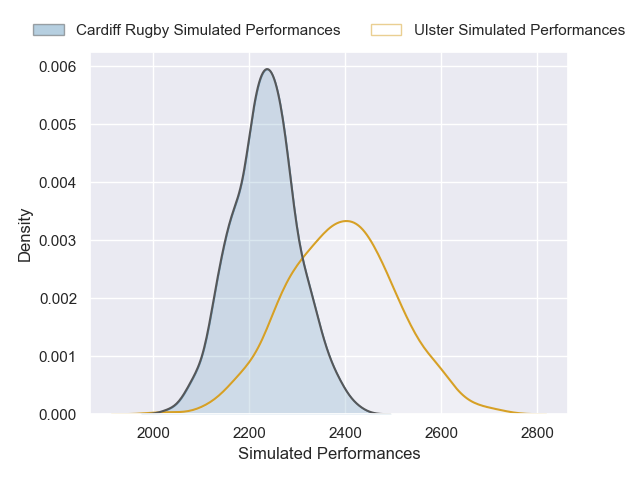 Cardiff Rugby Simulated Performances Ulster Simulated Performances
0.006
0.005
0.004
0.003
0.002
0.001
0.000
Density
2000 2200 2400 2600 2800
Simulated Performances